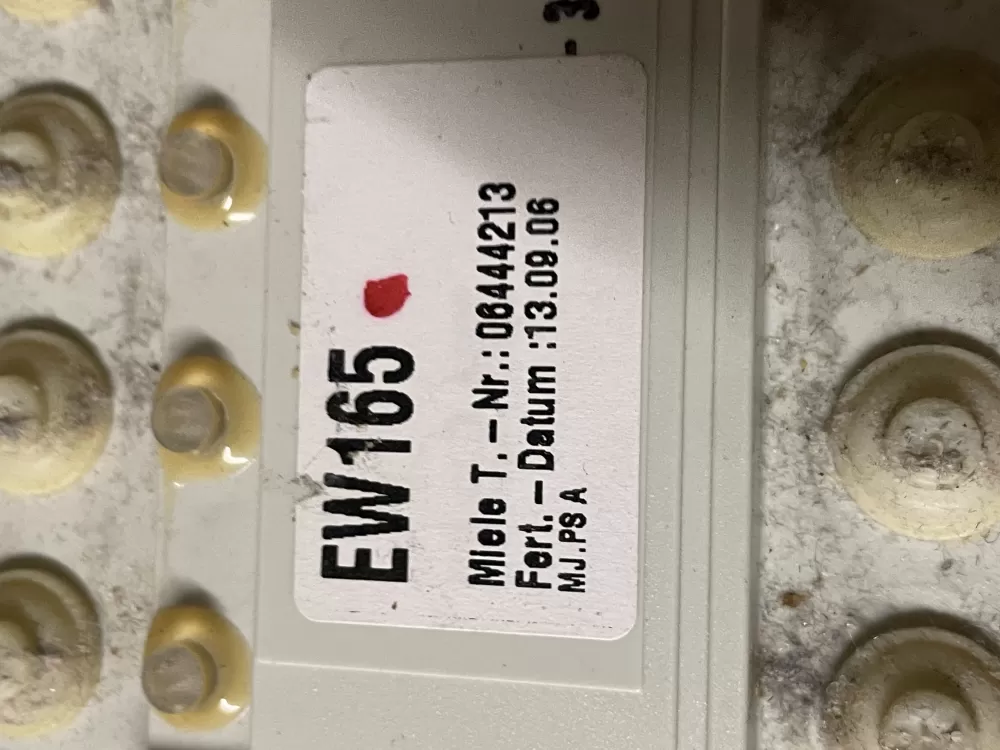 EW165
Miele T.-Nr.: 06444213
Fert.-Datum :13.09.06
MJ.PS A